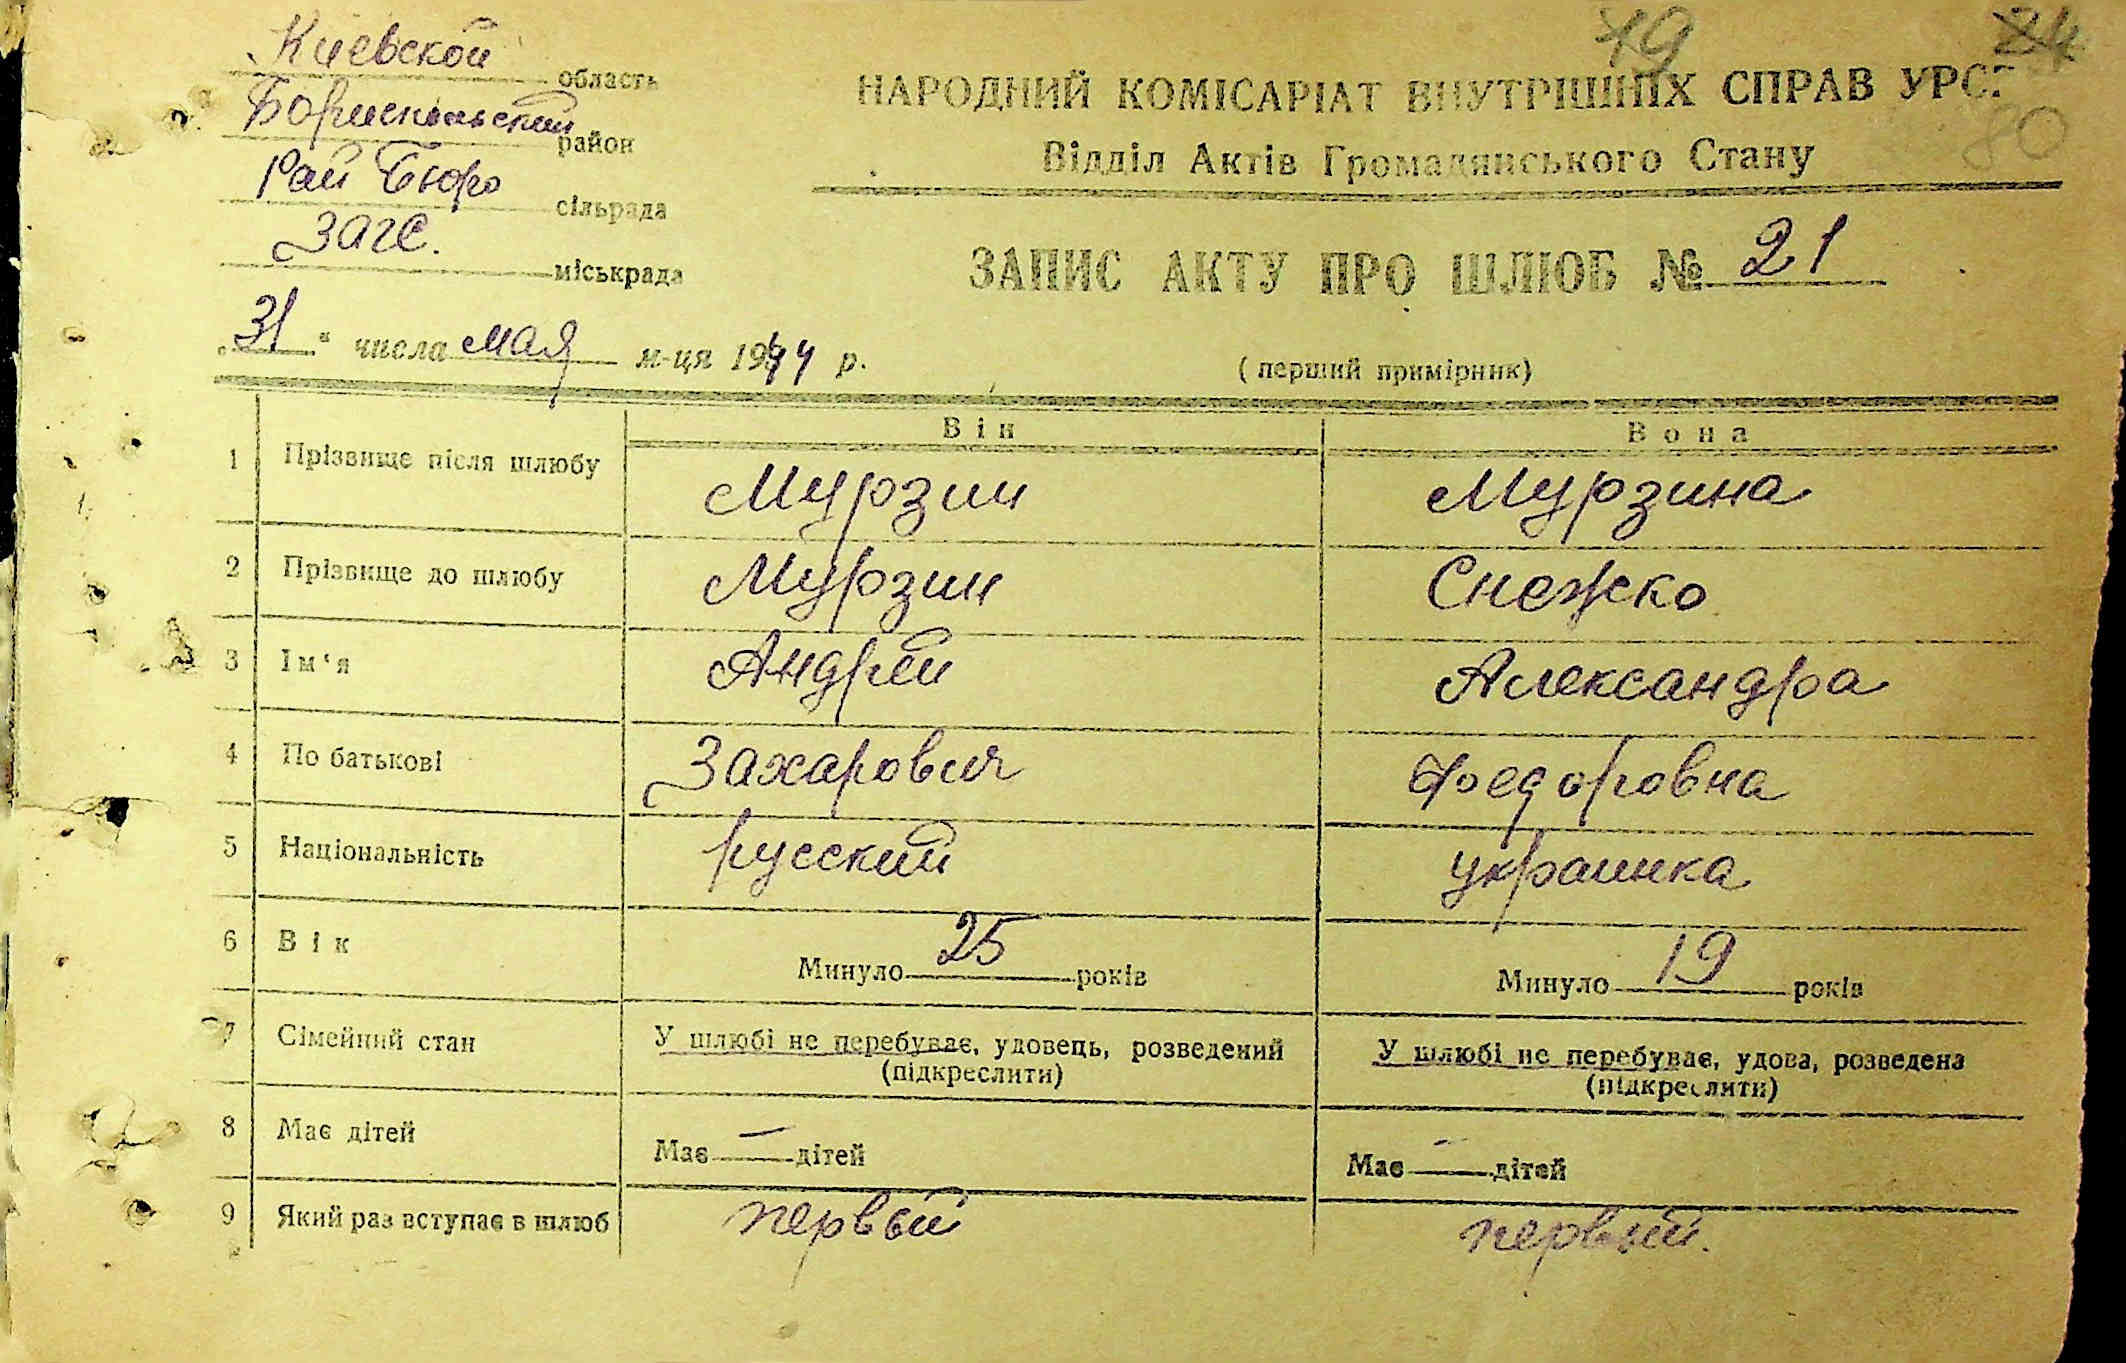 79 84
80
Киевской область
Бориспольский район
Рай Бюро сільрада
ЗАГС. міськрада
НАРОДНИЙ КОМІСАРІАТ ВНУТРІШНІХ СПРАВ УРСР
Відділ Актів Громадянського Стану
ЗАПИС АКТУ ПРО ШЛЮБ № 21
„31“ числа мая м-ця 1944 р.
(перший примірник)
Він Вона
1 Прізвище після шлюбу Мурзин Мурзина
2 Прізвище до шлюбу Мурзин Снежко
3 Ім‘я Андрей Александра
4 По батькові Захарович Федоровна
5 Національність русский украинка
6 Вік Минуло 25 років Минуло 19 років
7 Сімейний стан У шлюбі не перебуває, удовець, розведений У шлюбі не перебуває, удова, розведена
(підкреслити) (підкреслити)
8 Має дітей Має — дітей Має — дітей
9 Який раз вступає в шлюб первый первый.